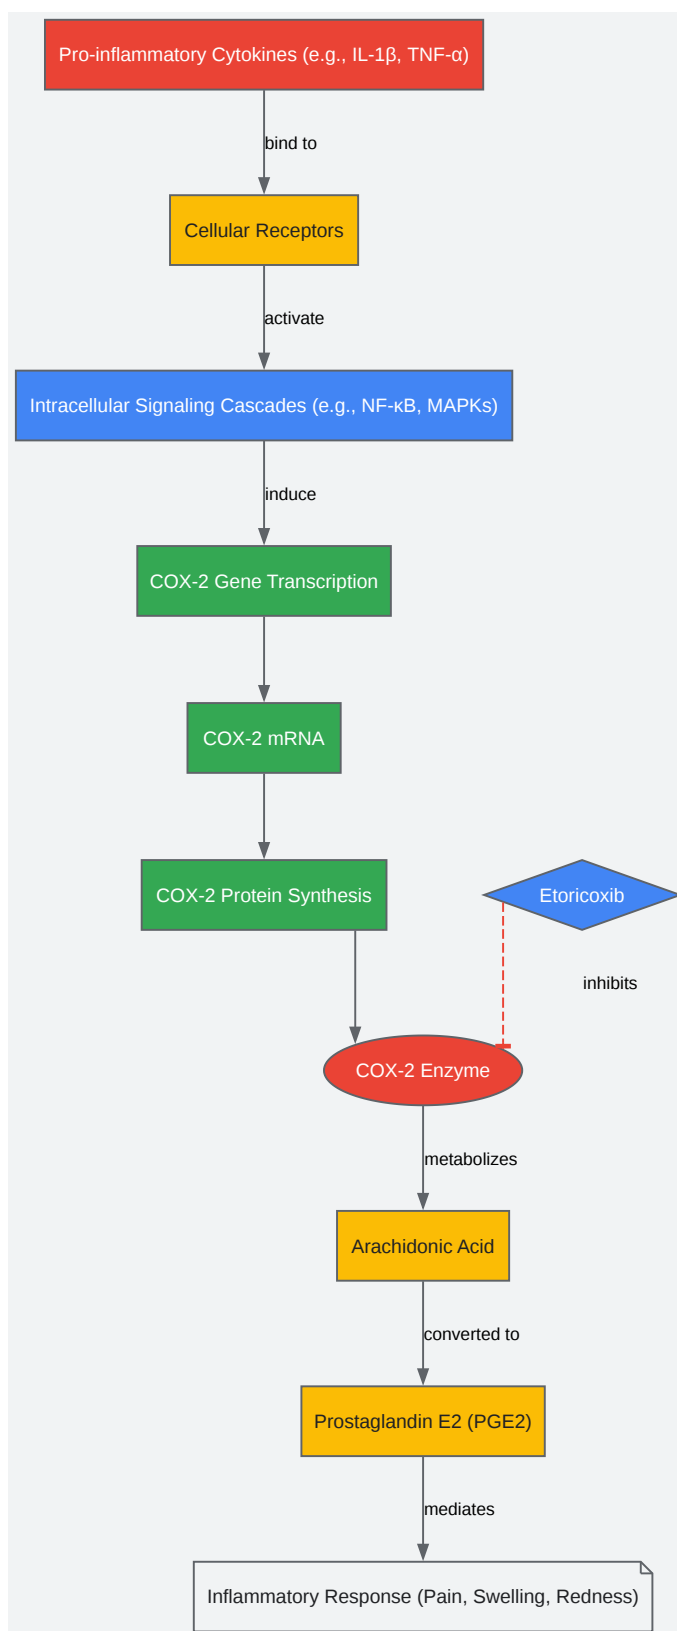 Pro-inflammatory Cytokines (e.g., IL-1β, TNF-α)
bind to
Cellular Receptors
activate
Intracellular Signaling Cascades (e.g., NF-κB, MAPKs)
induce
COX-2 Gene Transcription
COX-2 mRNA
COX-2 Protein Synthesis
Etoricoxib
inhibits
COX-2 Enzyme
metabolizes
Arachidonic Acid
converted to
Prostaglandin E2 (PGE2)
mediates
Inflammatory Response (Pain, Swelling, Redness)